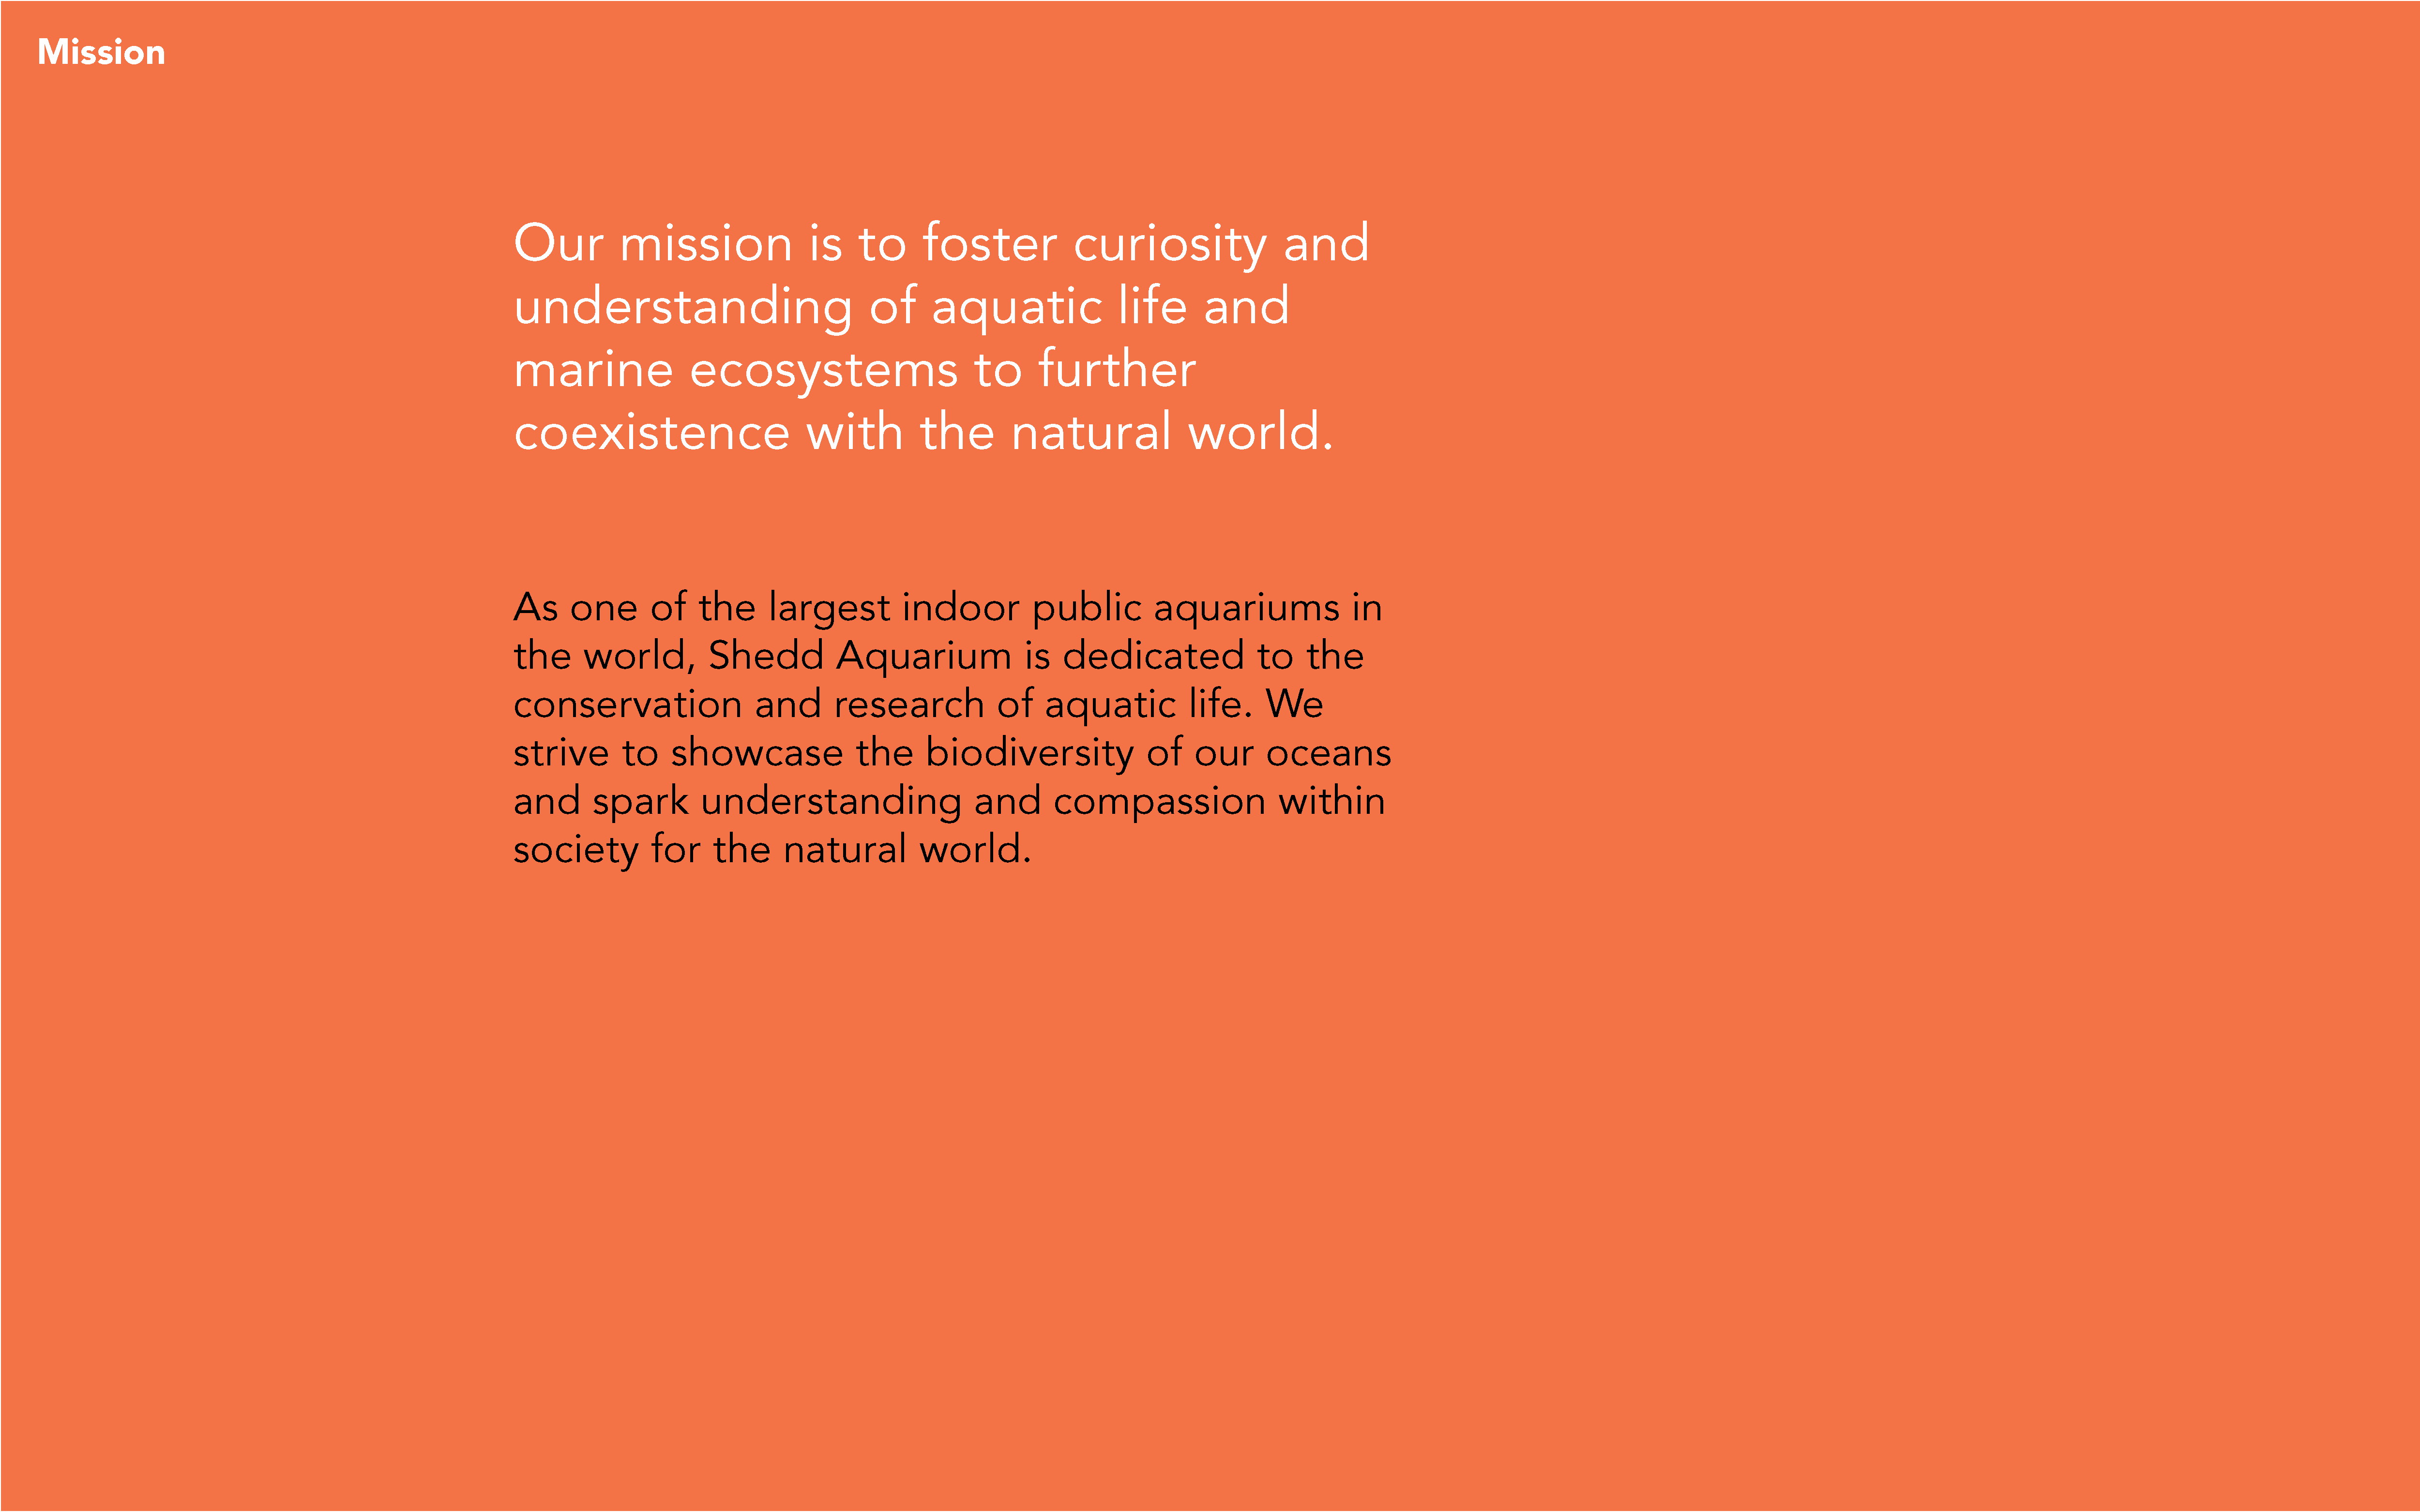 Mission
Our mission is to foster curiosity and
understanding of aquatic life and
marine ecosystems to further
coexistence with the natural world.
As one of the largest indoor public aquariums in
the world, Shedd Aquarium is dedicated to the
conservation and research of aquatic life. We
strive to showcase the biodiversity of our oceans
and spark understanding and compassion within
society for the natural world.